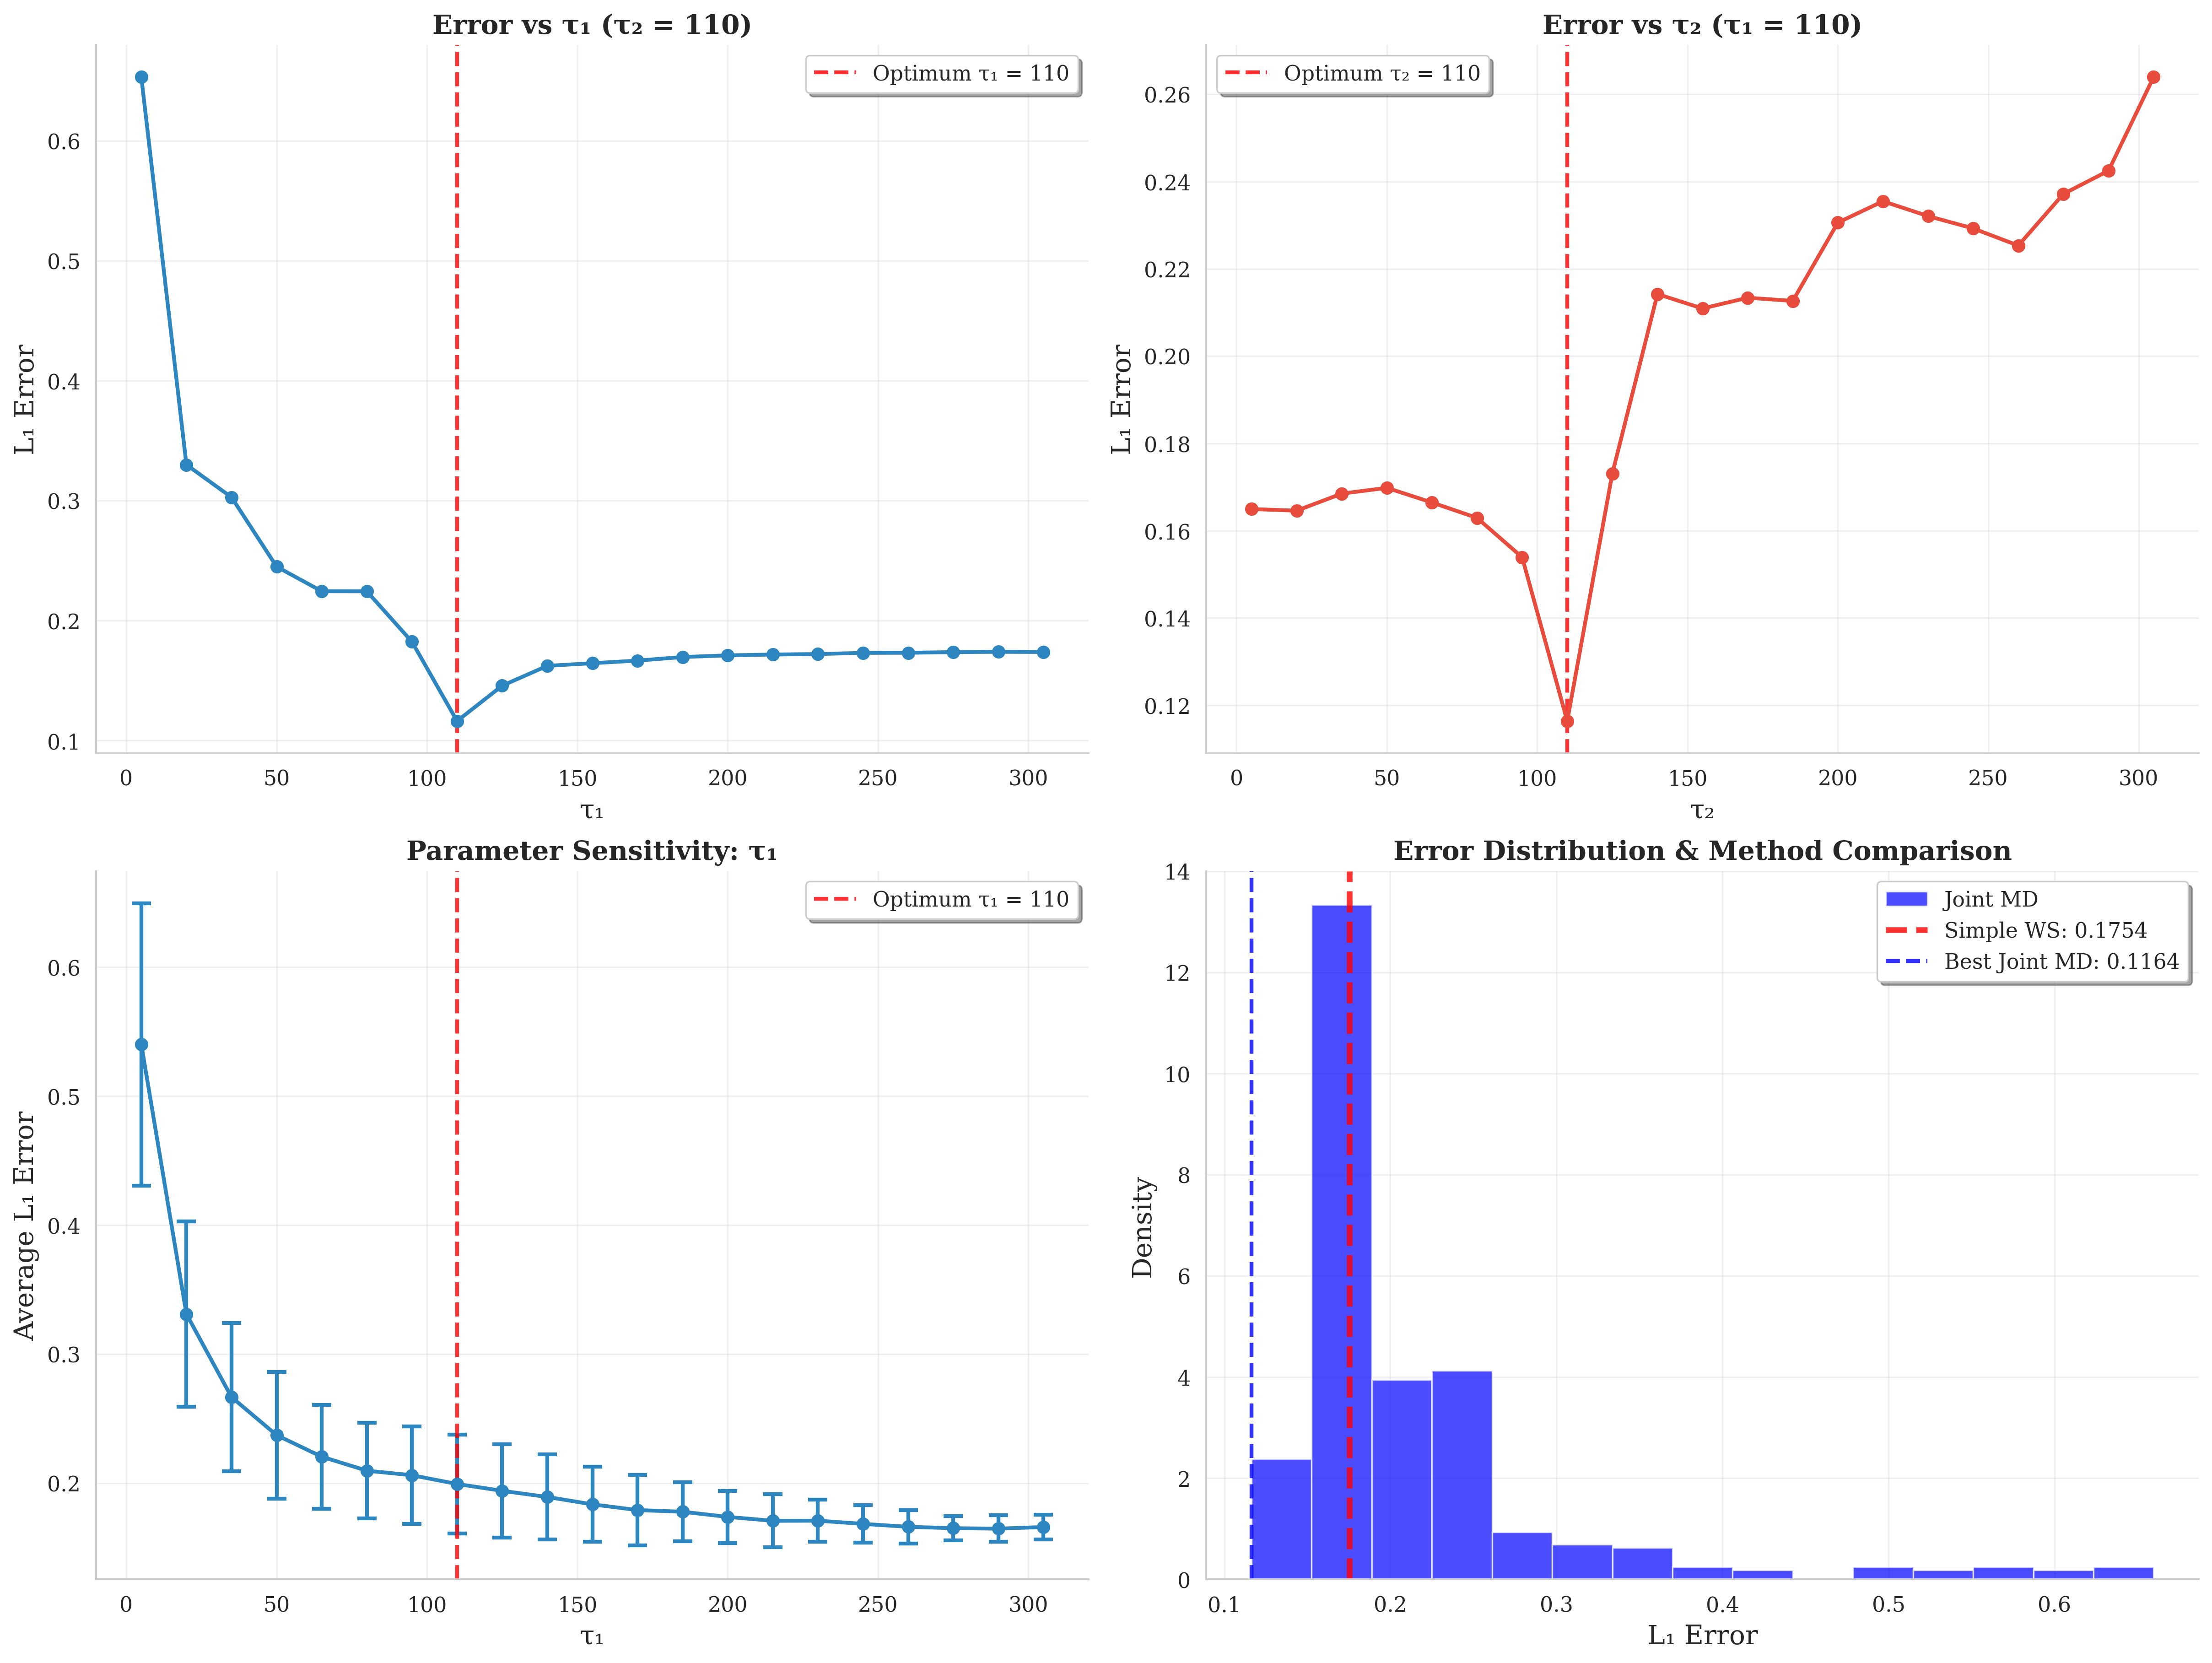 Error vs τ₁ (τ₂ = 110)
Optimum τ₁ = 110
L₁ Error
0.6
0.5
0.4
0.3
0.2
0.1
0 50 100 150 200 250 300
τ₁
Error vs τ₂ (τ₁ = 110)
Optimum τ₂ = 110
L₁ Error
0.26
0.24
0.22
0.20
0.18
0.16
0.14
0.12
0 50 100 150 200 250 300
τ₂
Parameter Sensitivity: τ₁
Optimum τ₁ = 110
Average L₁ Error
0.6
0.5
0.4
0.3
0.2
0 50 100 150 200 250 300
τ₁
Error Distribution & Method Comparison
Joint MD
Simple WS: 0.1754
Best Joint MD: 0.1164
Density
14
12
10
8
6
4
2
0
0.1 0.2 0.3 0.4 0.5 0.6
L₁ Error